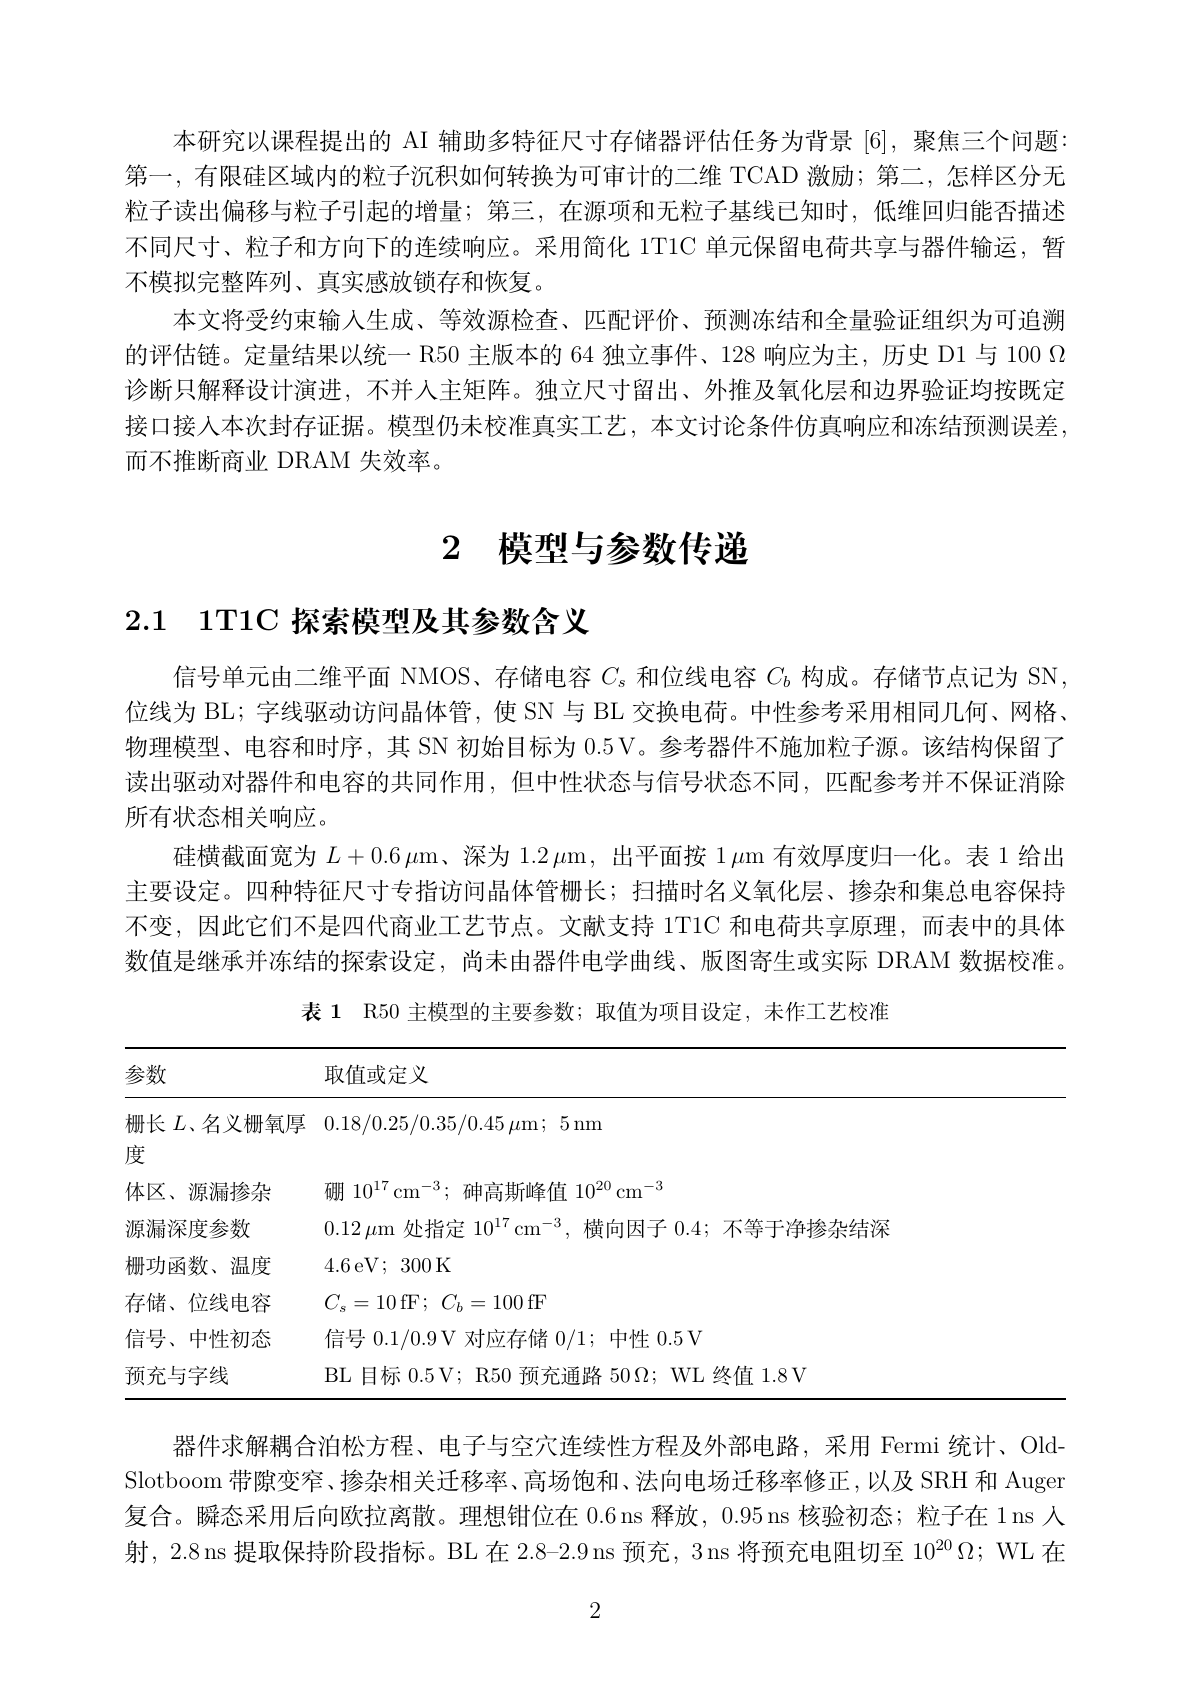 本研究以课程提出的 AI 辅助多特征尺寸存储器评估任务为背景 [6]，聚焦三个问题：
第一，有限硅区域内的粒子沉积如何转换为可审计的二维 TCAD 激励；第二，怎样区分无
粒子读出偏移与粒子引起的增量；第三，在源项和无粒子基线已知时，低维回归能否描述
不同尺寸、粒子和方向下的连续响应。采用简化 1T1C 单元保留电荷共享与器件输运，暂
不模拟完整阵列、真实感放锁存和恢复。
本文将受约束输入生成、等效源检查、匹配评价、预测冻结和全量验证组织为可追溯
的评估链。定量结果以统一 R50 主版本的 64 独立事件、128 响应为主，历史 D1 与 100 Ω
诊断只解释设计演进，不并入主矩阵。独立尺寸留出、外推及氧化层和边界验证均按既定
接口接入本次封存证据。模型仍未校准真实工艺，本文讨论条件仿真响应和冻结预测误差，
而不推断商业 DRAM 失效率。
2 模型与参数传递
2.1 1T1C 探索模型及其参数含义
信号单元由二维平面 NMOS、存储电容 Cs 和位线电容 Cb 构成。存储节点记为 SN，
位线为 BL；字线驱动访问晶体管，使 SN 与 BL 交换电荷。中性参考采用相同几何、网格、
物理模型、电容和时序，其 SN 初始目标为 0.5 V。参考器件不施加粒子源。该结构保留了
读出驱动对器件和电容的共同作用，但中性状态与信号状态不同，匹配参考并不保证消除
所有状态相关响应。
硅横截面宽为 L + 0.6 μm、深为 1.2 μm，出平面按 1 μm 有效厚度归一化。表 1 给出
主要设定。四种特征尺寸专指访问晶体管栅长；扫描时名义氧化层、掺杂和集总电容保持
不变，因此它们不是四代商业工艺节点。文献支持 1T1C 和电荷共享原理，而表中的具体
数值是继承并冻结的探索设定，尚未由器件电学曲线、版图寄生或实际 DRAM 数据校准。
表 1 R50 主模型的主要参数；取值为项目设定，未作工艺校准
参数 取值或定义
栅长 L、名义栅氧厚 0.18/0.25/0.35/0.45 μm；5 nm
度
体区、源漏掺杂 硼 10¹⁷ cm⁻³；砷高斯峰值 10²⁰ cm⁻³
源漏深度参数 0.12 μm 处指定 10¹⁷ cm⁻³，横向因子 0.4；不等于净掺杂结深
栅功函数、温度 4.6 eV；300 K
存储、位线电容 Cs = 10 fF；Cb = 100 fF
信号、中性初态 信号 0.1/0.9 V 对应存储 0/1；中性 0.5 V
预充与字线 BL 目标 0.5 V；R50 预充通路 50 Ω；WL 终值 1.8 V
器件求解耦合泊松方程、电子与空穴连续性方程及外部电路，采用 Fermi 统计、Old-
Slotboom 带隙变窄、掺杂相关迁移率、高场饱和、法向电场迁移率修正，以及 SRH 和 Auger
复合。瞬态采用后向欧拉离散。理想钳位在 0.6 ns 释放，0.95 ns 核验初态；粒子在 1 ns 入
射，2.8 ns 提取保持阶段指标。BL 在 2.8–2.9 ns 预充，3 ns 将预充电阻切至 10²⁰ Ω；WL 在
2